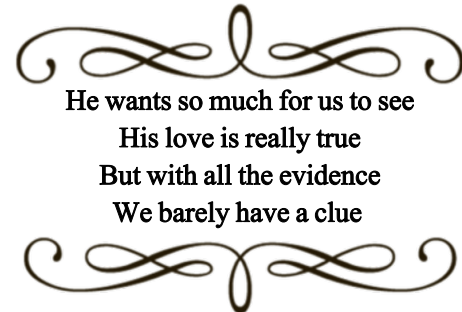 He wants so much for us to see
His love is really true
But with all the evidence
We barely have a clue